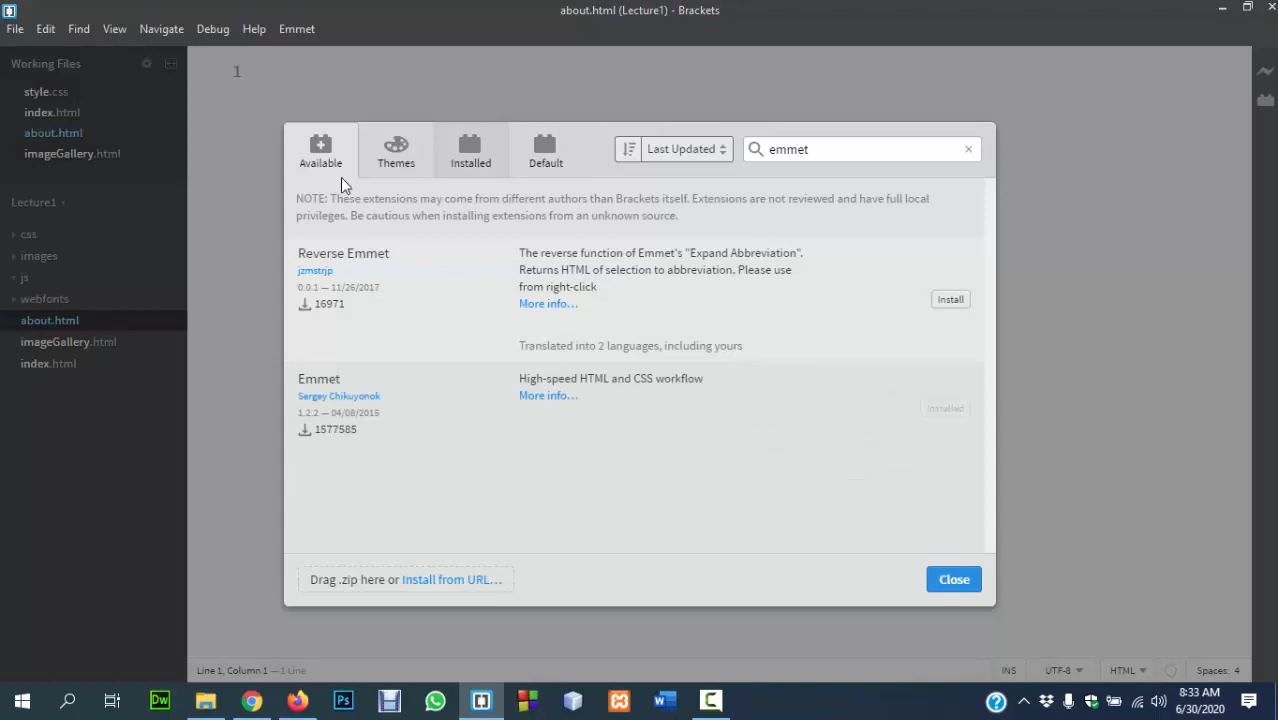 about.html (Lecture1) - Brackets
File Edit Find View Navigate Debug Help Emmet
Working Files
style.css
index.html
about.html
imageGallery.html
Lecture1
css
images
js
webfonts
about.html
imageGallery.html
index.html
1
Available
Themes
Installed
Default
Last Updated
emmet
NOTE: These extensions may come from different authors than Brackets itself. Extensions are not reviewed and have full local
privileges. Be cautious when installing extensions from an unknown source.
Reverse Emmet
jzmstrjp
0.0.1 — 11/26/2017
16971
The reverse function of Emmet's "Expand Abbreviation".
Returns HTML of selection to abbreviation. Please use
from right-click
More info...
Install
Translated into 2 languages, including yours
Emmet
Sergey Chikuyonok
1.2.2 — 04/08/2015
1577585
High-speed HTML and CSS workflow
More info...
Installed
Drag .zip here or Install from URL...
Close
Line 1, Column 1 — 1 Line
INS UTF-8 HTML Spaces: 4
Dw
Ps
8:33 AM
6/30/2020